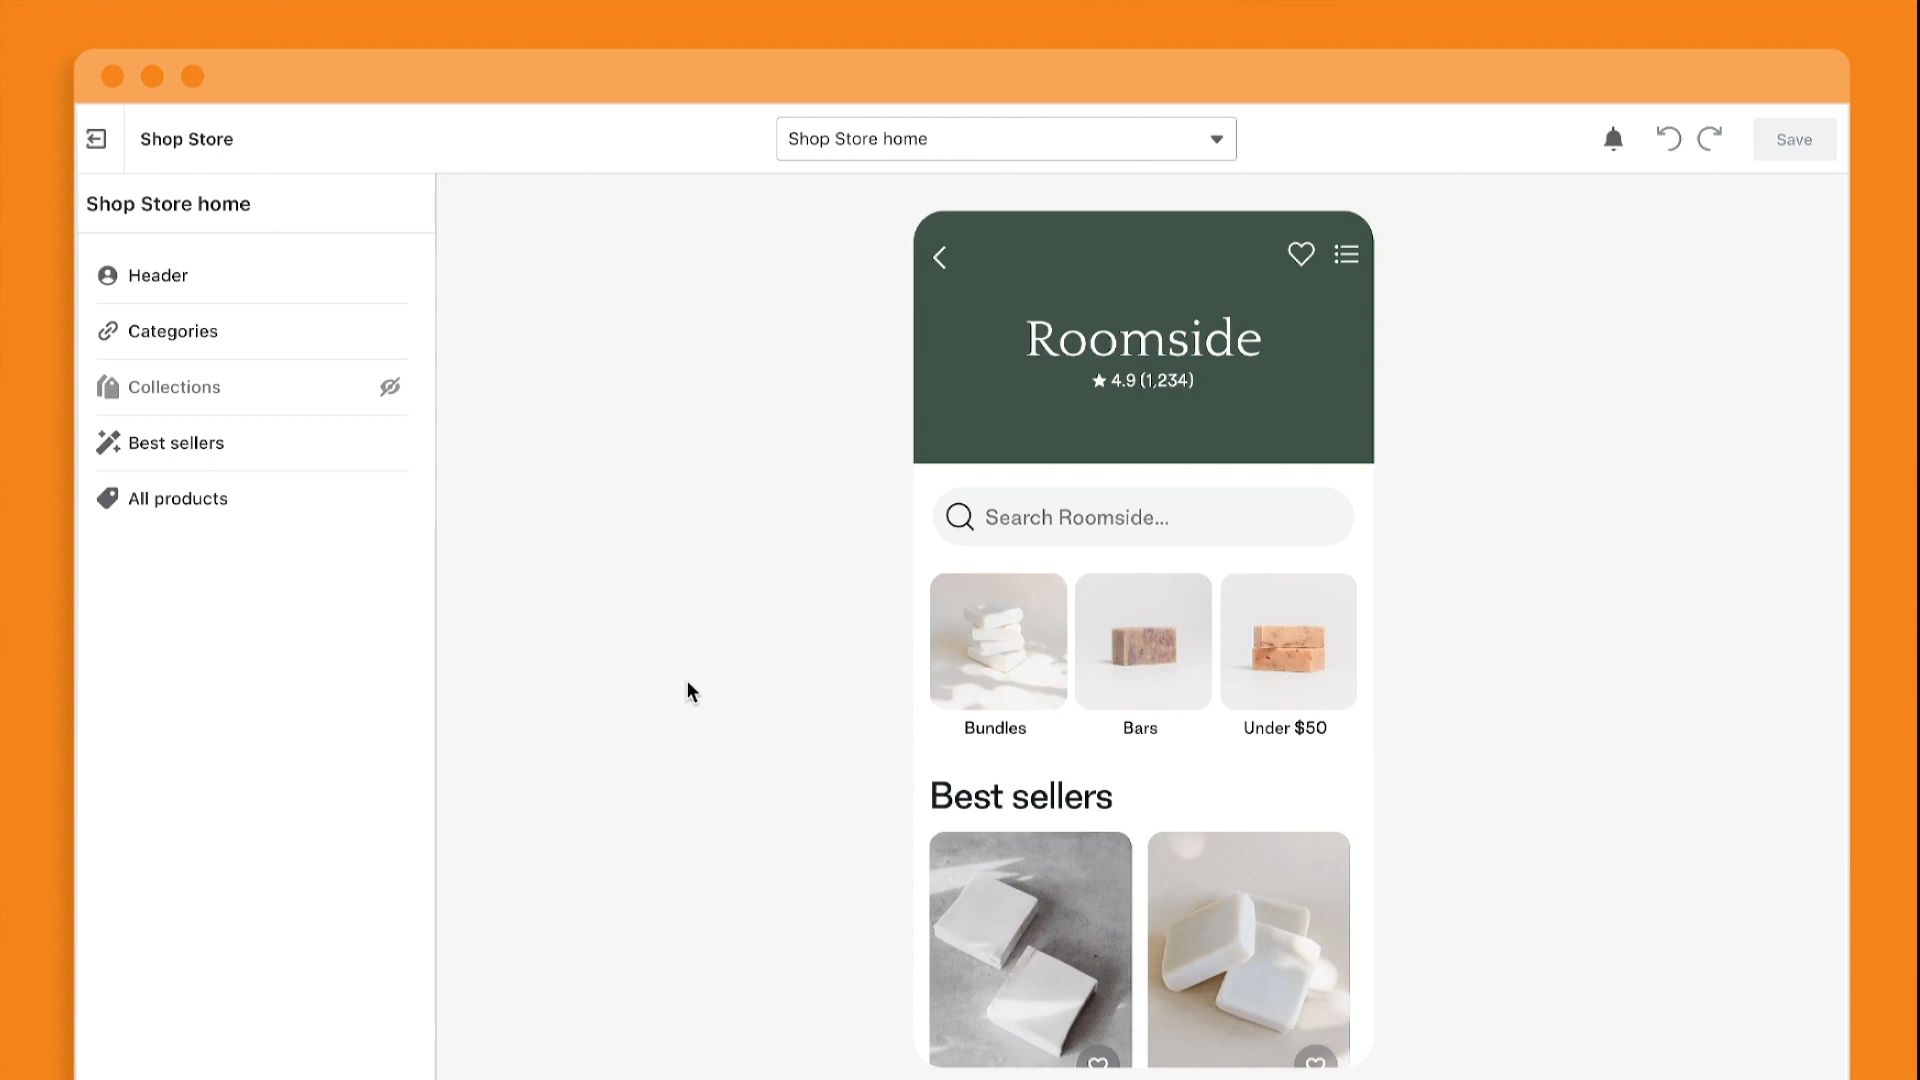 Shop Store
Shop Store home
Save
Shop Store home
Header
Categories
Collections
Best sellers
All products
Roomside
★ 4.9 (1,234)
Search Roomside...
Bundles
Bars
Under $50
Best sellers